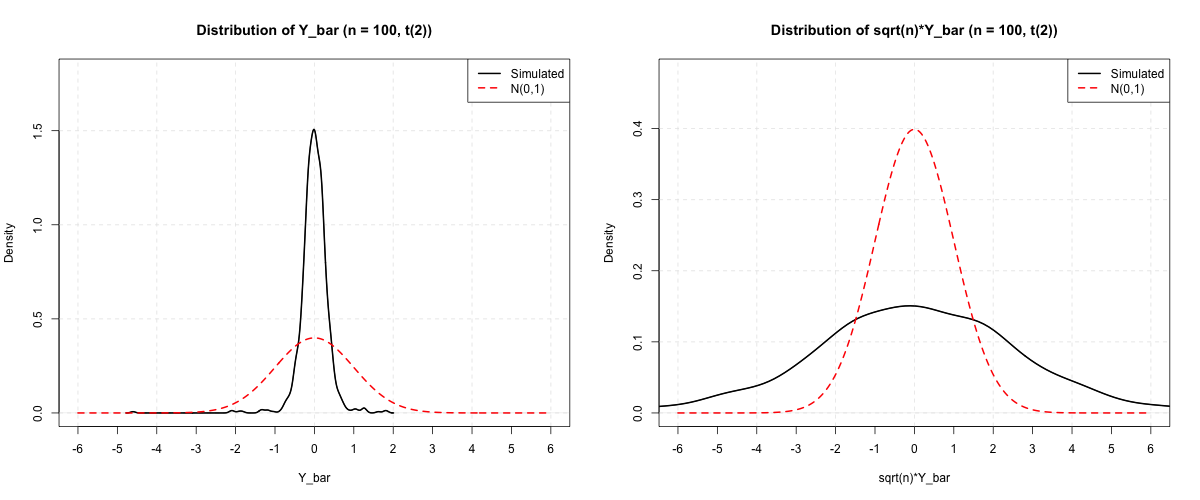 Distribution of Y_bar (n = 100, t(2))
Simulated
N(0,1)
Density
0.0
0.5
1.0
1.5
-6 -5 -4 -3 -2 -1 0 1 2 3 4 5 6
Y_bar
Distribution of sqrt(n)*Y_bar (n = 100, t(2))
Simulated
N(0,1)
Density
0.0
0.1
0.2
0.3
0.4
-6 -5 -4 -3 -2 -1 0 1 2 3 4 5 6
sqrt(n)*Y_bar